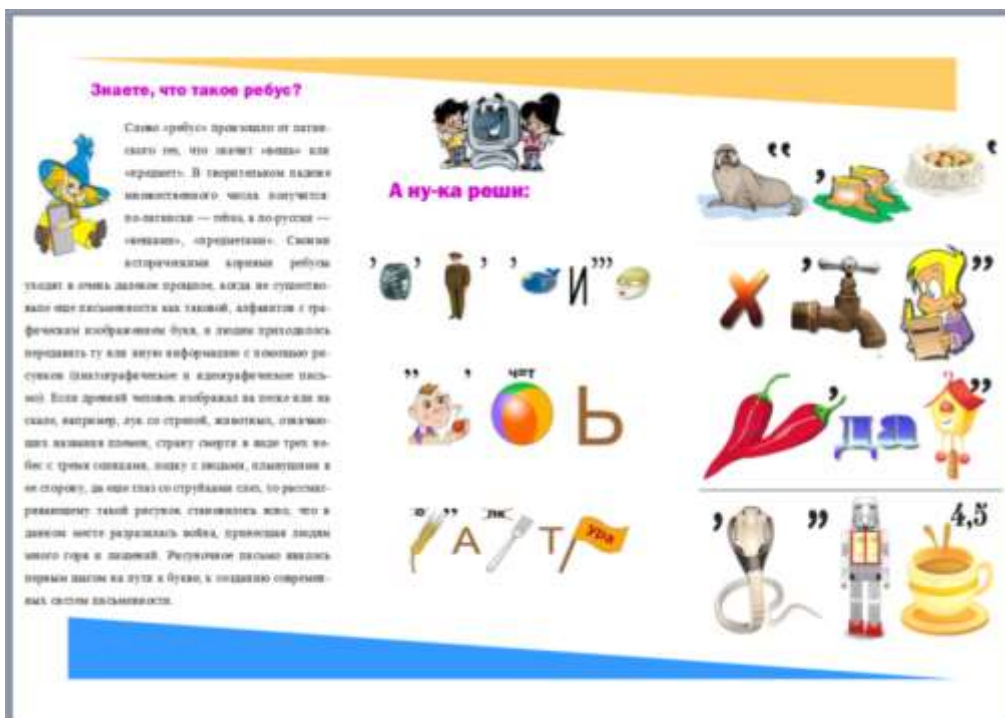 Знаете, что такое ребус?
Слово «ребус» произошло от латин-
ского res, что значит «вещь» или
«предмет». В творительном падеже
множественного числа получится:
по-латински — rebus, а по-русски —
«вещами», «предметами». Своими
историческими корнями ребусы
уходят в очень далекое прошлое, когда не существо-
вало еще письменности как таковой, алфавитов с гра-
фическим изображением букв, и людям приходилось
передавать ту или иную информацию с помощью ри-
сунков (пиктографическое и идеографическое пись-
мо). Если древний человек изображал на песке или на
скале, например, лук со стрелой, животных, означаю-
щих названия племен, страну смерти в виде трех не-
бес с тремя лодку с людьми, плывущими в
ее сторону, да еще глаз со струйками слез, то рассмат-
ривающему такой рисунок становилось ясно, что в
данном месте разразилась война, принесшая людям
много горя и лишений. Рисуночное письмо явилось
первым шагом на пути к букве, к созданию современ-
ных систем письменности.
А ну-ка реши:
, , , И ,,,
,, , ч=т Ь
о ,, А лк Т ура
,, , ,
Х , ,,
, да ,,
, ,, 4,5